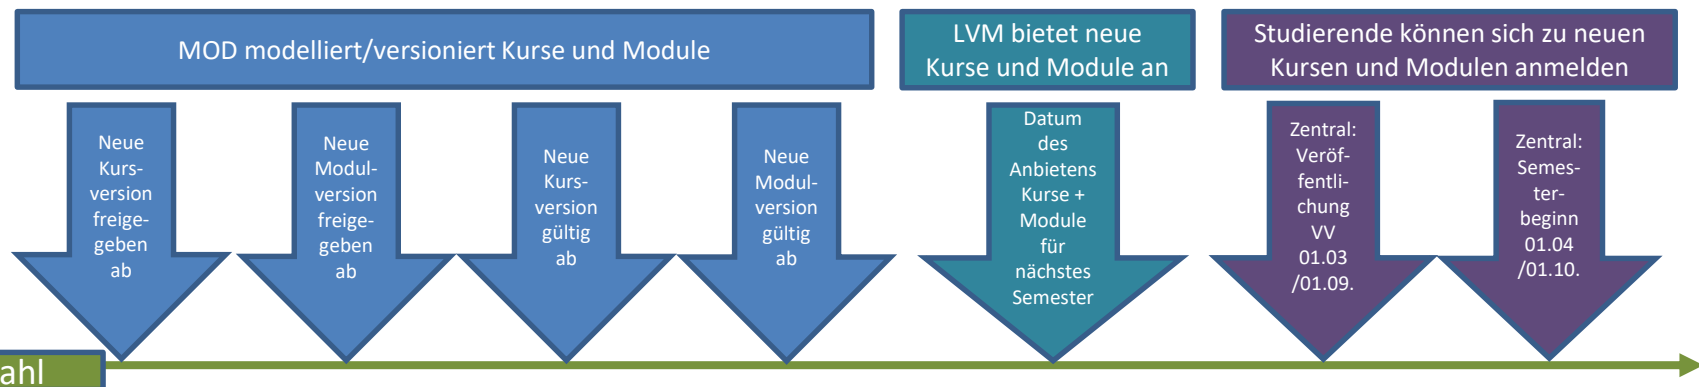 MOD modelliert/versioniert Kurse und Module
LVM bietet neue
Kurse und Module an
Studierende können sich zu neuen
Kursen und Modulen anmelden
Neue
Kurs-
version
freige-
geben
ab
Neue
Modul-
version
freige-
geben
ab
Neue
Kurs-
version
gültig
ab
Neue
Modul-
version
gültig
ab
Datum
des
Anbietens
Kurse +
Module
für
nächstes
Semester
Zentral:
Veröf-
fentli-
chung
VV
01.03
/01.09.
Zentral:
Semes-
ter-
beginn
01.04
/01.10.
ahl